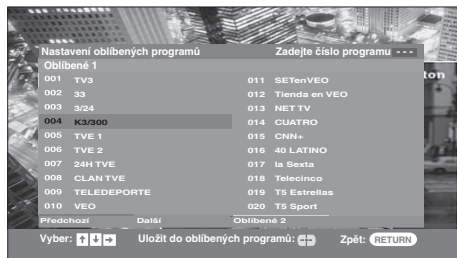 Nastavení oblíbených programů Zadejte číslo programu - - -
Oblíbené 1
001 TV3
002 33
003 3/24
004 K3/300
005 TVE 1
006 TVE 2
007 24H TVE
008 CLAN TVE
009 TELEDEPORTE
010 VEO
011 SETenVEO
012 Tienda en VEO
013 NET TV
014 CUATRO
015 CNN+
016 40 LATINO
017 la Sexta
018 Telecinco
019 T5 Estrellas
020 T5 Sport
Předchozí Další Oblíbené 2
Vyber: ↑ ↓ → Uložit do oblíbených programů: Zpět: RETURN